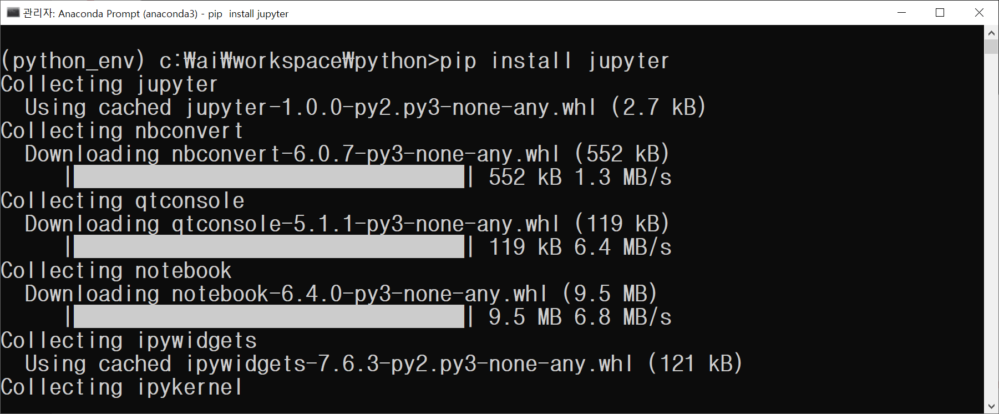 관리자: Anaconda Prompt (anaconda3) - pip  install jupyter
(python_env) c:₩ai₩workspace₩python>pip install jupyter
Collecting jupyter
  Using cached jupyter-1.0.0-py2.py3-none-any.whl (2.7 kB)
Collecting nbconvert
  Downloading nbconvert-6.0.7-py3-none-any.whl (552 kB)
     |████████████████████████████████| 552 kB 1.3 MB/s
Collecting qtconsole
  Downloading qtconsole-5.1.1-py3-none-any.whl (119 kB)
     |████████████████████████████████| 119 kB 6.4 MB/s
Collecting notebook
  Downloading notebook-6.4.0-py3-none-any.whl (9.5 MB)
     |████████████████████████████████| 9.5 MB 6.8 MB/s
Collecting ipywidgets
  Using cached ipywidgets-7.6.3-py2.py3-none-any.whl (121 kB)
Collecting ipykernel